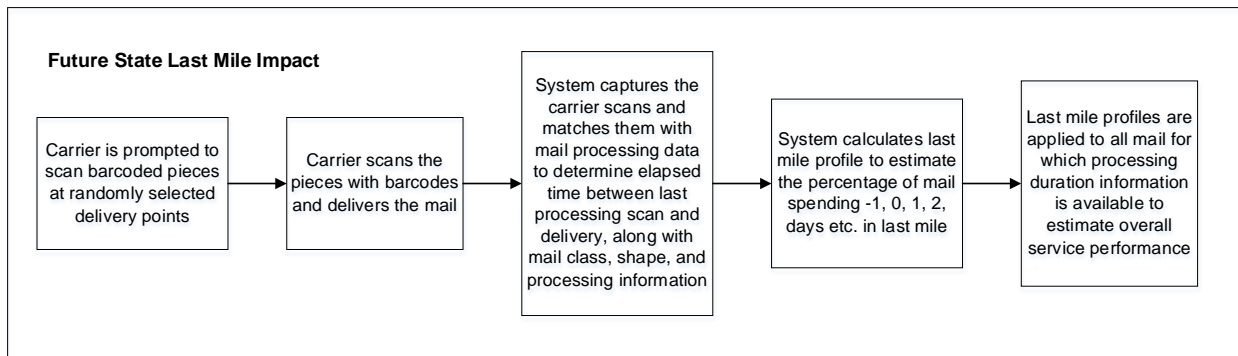 Future State Last Mile Impact
Carrier is prompted to
scan barcoded pieces
at randomly selected
delivery points
Carrier scans the
pieces with barcodes
and delivers the mail
System captures the
carrier scans and
matches them with
mail processing data
to determine elapsed
time between last
processing scan and
delivery, along with
mail class, shape, and
processing information
System calculates last
mile profile to estimate
the percentage of mail
spending -1, 0, 1, 2,
days etc. in last mile
Last mile profiles are
applied to all mail for
which processing
duration information
is available to
estimate overall
service performance